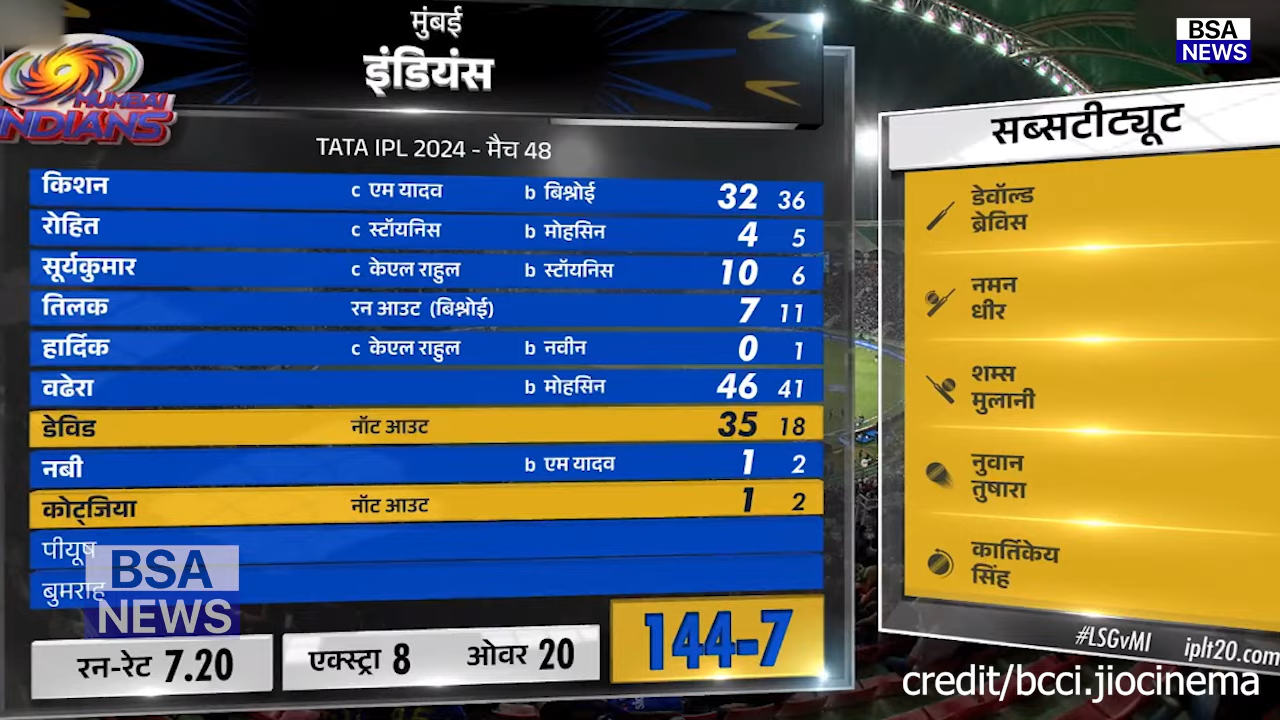 मुंबई
इंडियंस
MUMBAI
INDIANS
TATA IPL 2024 - मैच 48
किशन c एम यादव b बिश्नोई 32 36
रोहित c स्टॉयनिस b मोहसिन 4 5
सूर्यकुमार c केएल राहुल b स्टॉयनिस 10 6
तिलक रन आउट (बिश्नोई) 7 11
हार्दिक c केएल राहुल b नवीन 0 1
वढेरा b मोहसिन 46 41
डेविड नॉट आउट 35 18
नबी b एम यादव 1 2
कोट्जिया नॉट आउट 1 2
पीयूष
बुमराह
BSA
NEWS
रन-रेट 7.20 एक्स्ट्रा 8 ओवर 20 144-7
BSA
NEWS
सब्सटीट्यूट
डेवॉल्ड
ब्रेविस
नमन
धीर
शम्स
मुलानी
नुवान
तुषारा
कार्तिकेय
सिंह
#LSGvMI iplt20.com
credit/bcci.jiocinema